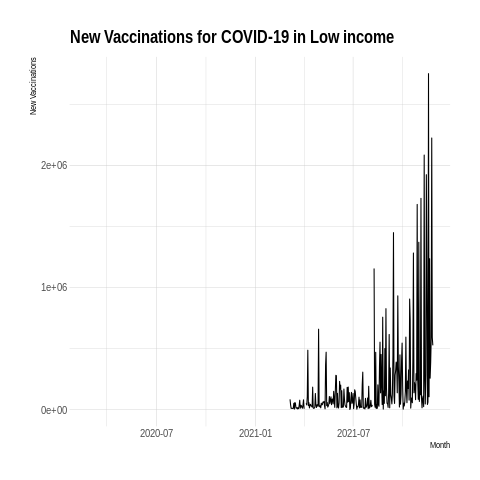 New Vaccinations for COVID-19 in Low income
New Vaccinations
2e+06
1e+06
0e+00
2020-07 2021-01 2021-07
Month